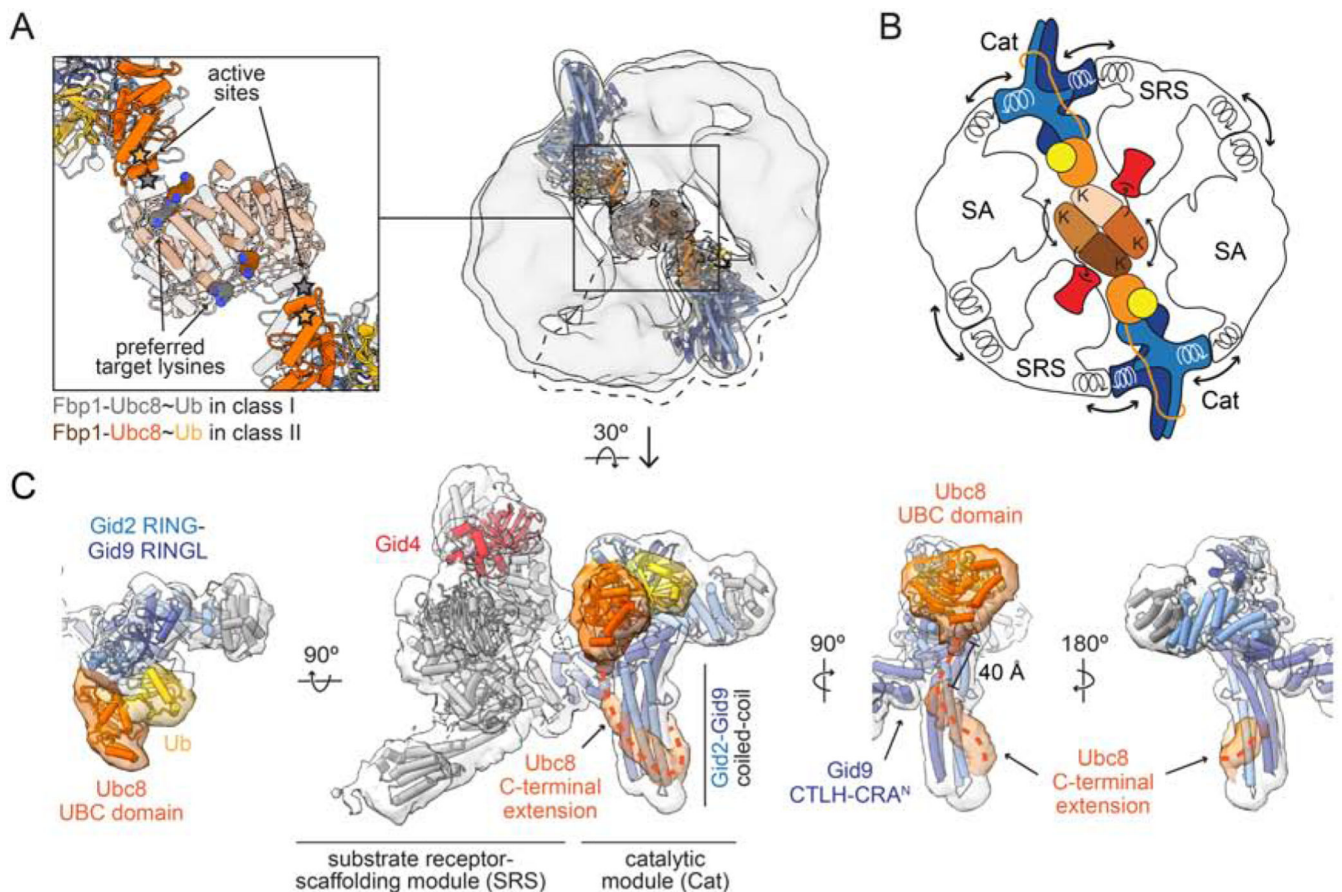 A
active
sites
preferred
target lysines
Fbp1-Ubc8~Ub in class I
Fbp1-Ubc8~Ub in class II
30º
B
Cat
SRS
SA
K
K
K
K
SA
SRS
Cat
C
Gid2 RING-
Gid9 RINGL
Ub
Ubc8
UBC domain
90º
Gid4
Ubc8
C-terminal
extension
Gid2-Gid9
coiled-coil
substrate receptor-
scaffolding module (SRS)
catalytic
module (Cat)
90º
Ubc8
UBC domain
40 Å
Gid9
CTLH-CRAᴺ
180º
Ubc8
C-terminal
extension